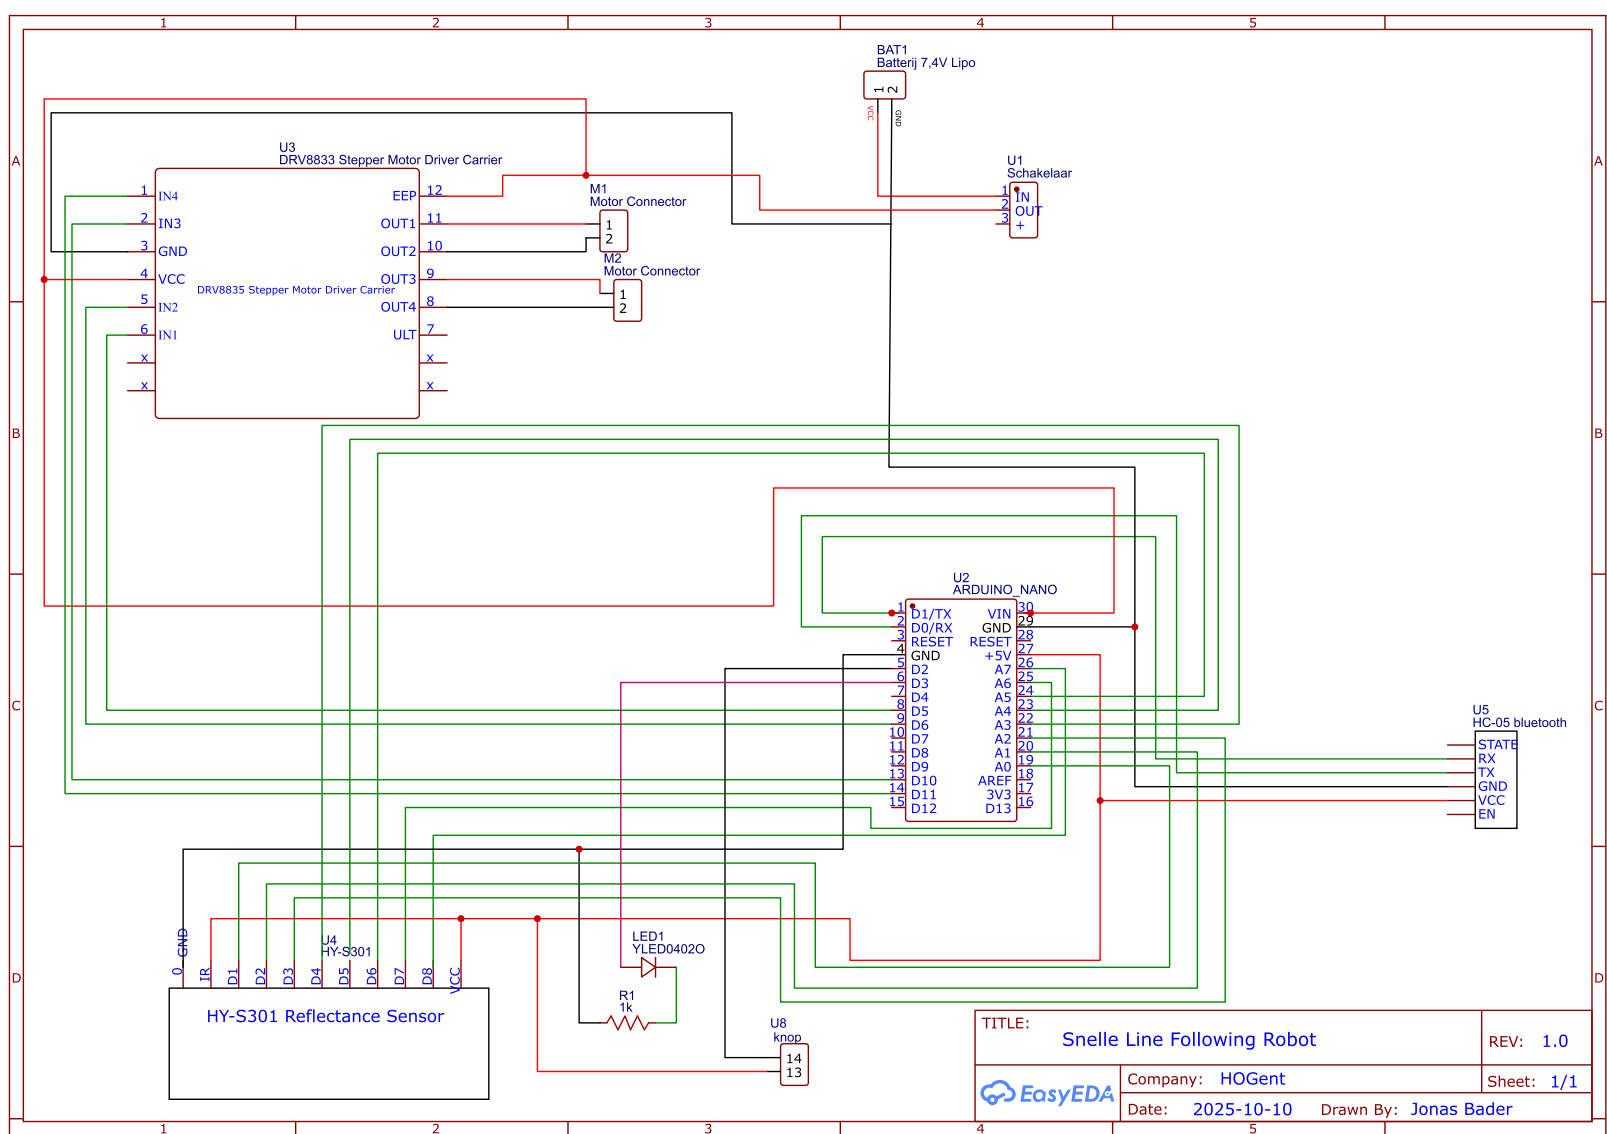 1 2 3 4 5
A
B
C
D
A
B
C
D
BAT1
Batterij 7,4V Lipo
1 2
VCC GND
U1
Schakelaar
1 IN
2 OUT
3 +
U3
DRV8833 Stepper Motor Driver Carrier
1 IN4
2 IN3
3 GND
4 VCC
5 IN2
6 IN1
x
x
DRV8835 Stepper Motor Driver Carrier
EEP 12
OUT1 11
OUT2 10
OUT3 9
OUT4 8
ULT 7
x
x
M1
Motor Connector
1
2
M2
Motor Connector
1
2
U2
ARDUINO_NANO
1 D1/TX
2 D0/RX
3 RESET
4 GND
5 D2
6 D3
7 D4
8 D5
9 D6
10 D7
11 D8
12 D9
13 D10
14 D11
15 D12
VIN 30
GND 29
RESET 28
+5V 27
A7 26
A6 25
A5 24
A4 23
A3 22
A2 21
A1 20
A0 19
AREF 18
3V3 17
D13 16
U5
HC-05 bluetooth
STATE
RX
TX
GND
VCC
EN
U4
HY-S301
0 GND IR D1 D2 D3 D4 D5 D6 D7 D8 VCC
HY-S301 Reflectance Sensor
LED1
YLED0402O
R1
1k
U8
knop
14
13
TITLE:
Snelle Line Following Robot
REV: 1.0
EasyEDA
Company: HOGent
Sheet: 1/1
Date: 2025-10-10 Drawn By: Jonas Bader
1 2 3 4 5